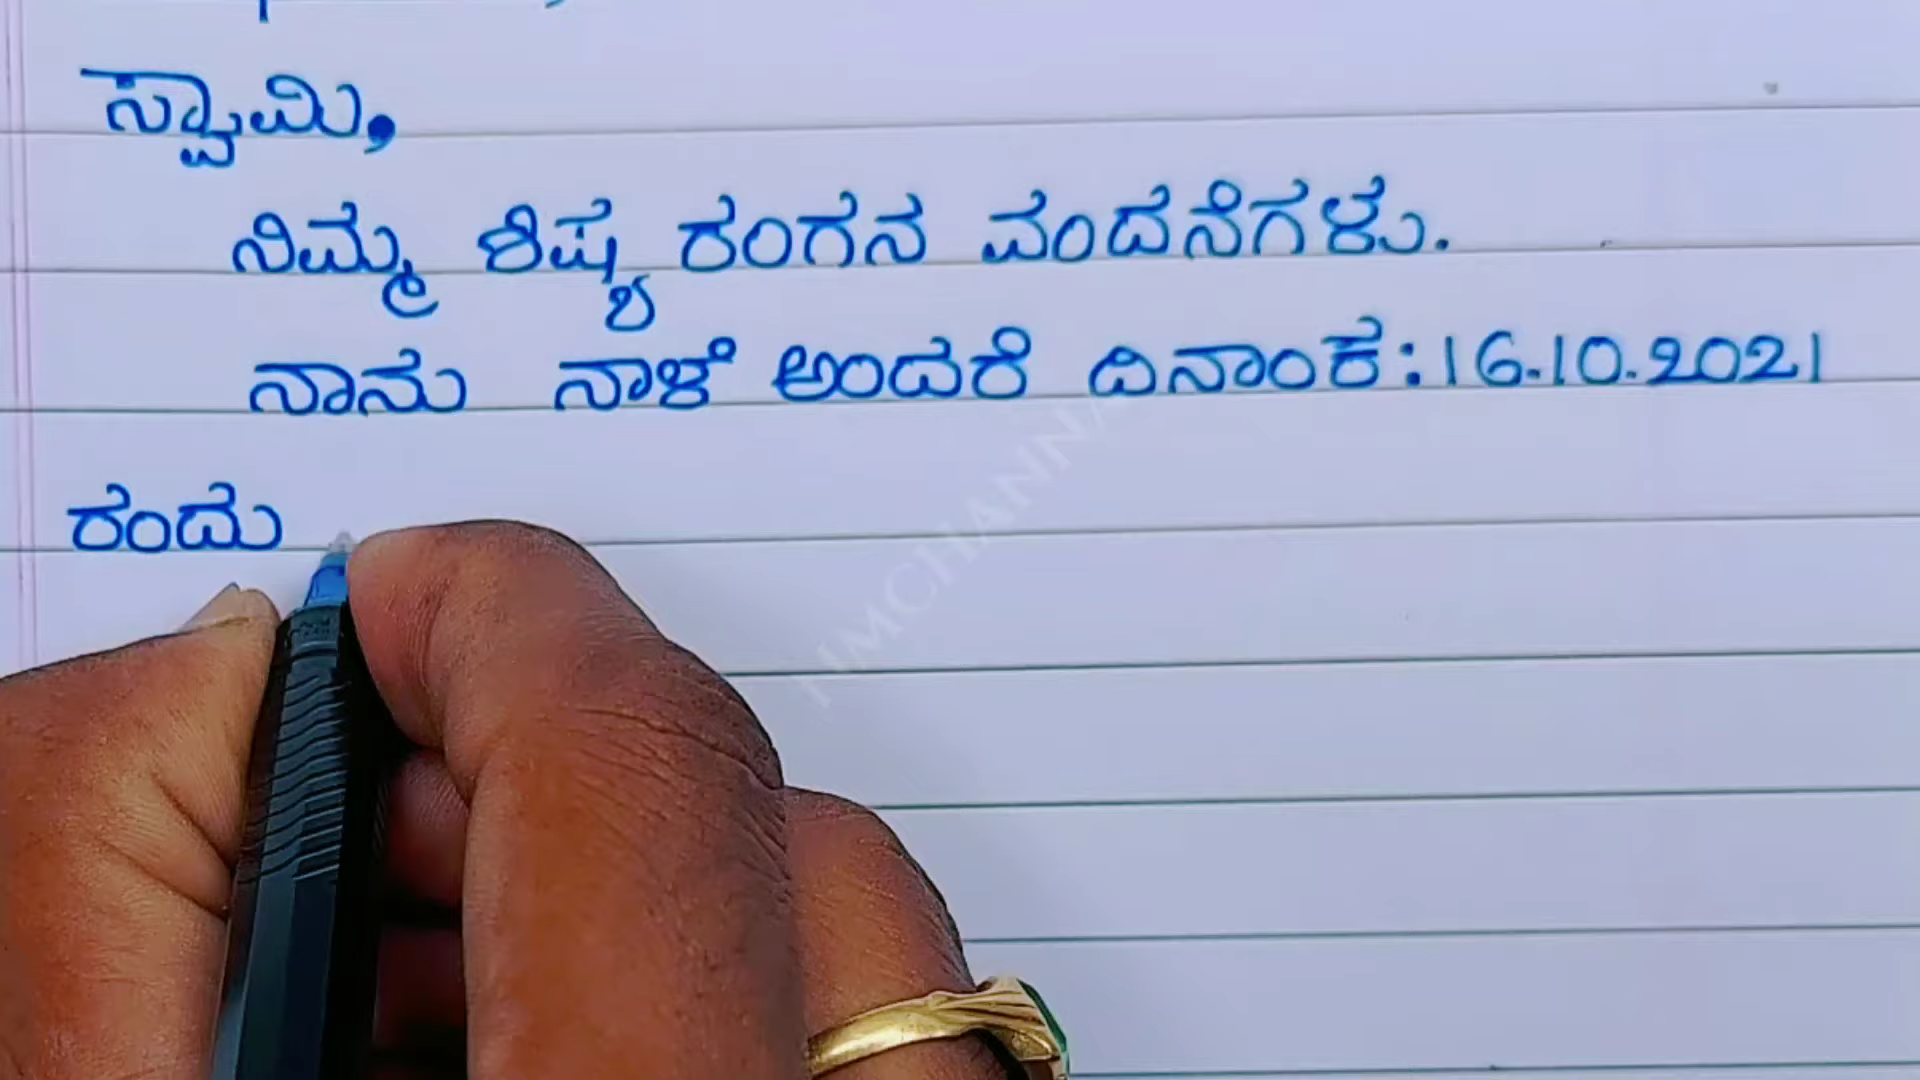 ಸ್ವಾಮಿ,
ನಿಮ್ಮ ಶಿಷ್ಯ ರಂಗನ ವಂದನೆಗಳು.
ನಾನು ನಾಳೆ ಅಂದರೆ ದಿನಾಂಕ:16.10.2021
ರಂದು